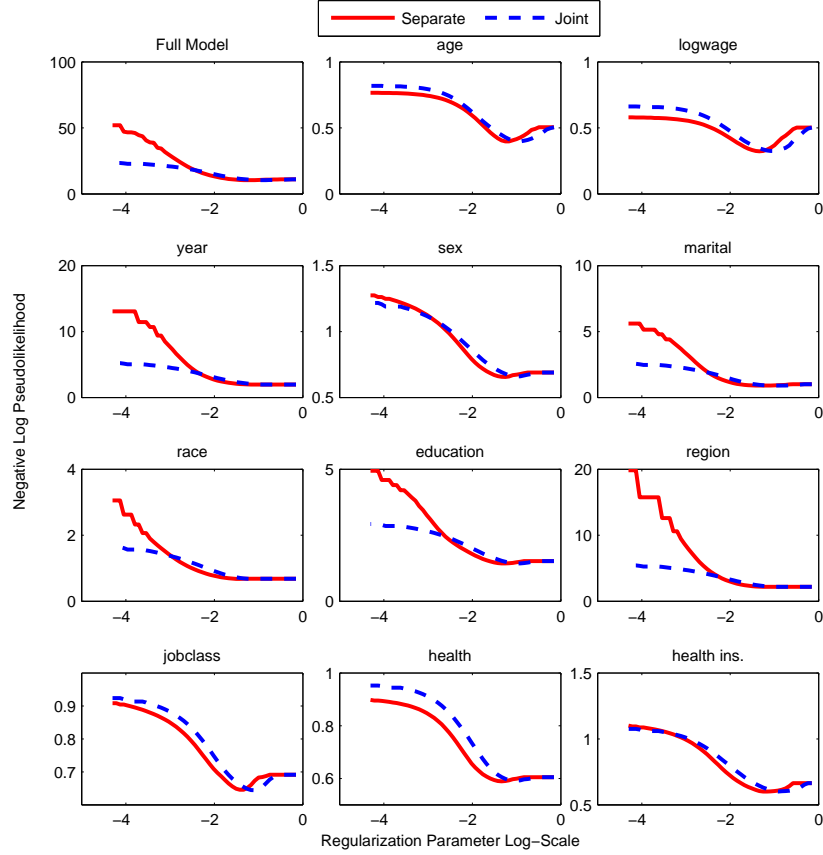 Separate Joint
Full Model age logwage
100 1 1
50 0.5 0.5
0 0 0
−4 −2 0 −4 −2 0 −4 −2 0
year sex marital
20 1.5 10
10 1 5
0 0.5 0
−4 −2 0 −4 −2 0 −4 −2 0
Negative Log Pseudolikelihood
race education region
4 5 20
2 10
0 0 0
−4 −2 0 −4 −2 0 −4 −2 0
jobclass health health ins.
0.9 1 1.5
0.8 0.8 1
0.7 0.6 0.5
−4 −2 0 −4 −2 0 −4 −2 0
Regularization Parameter Log−Scale